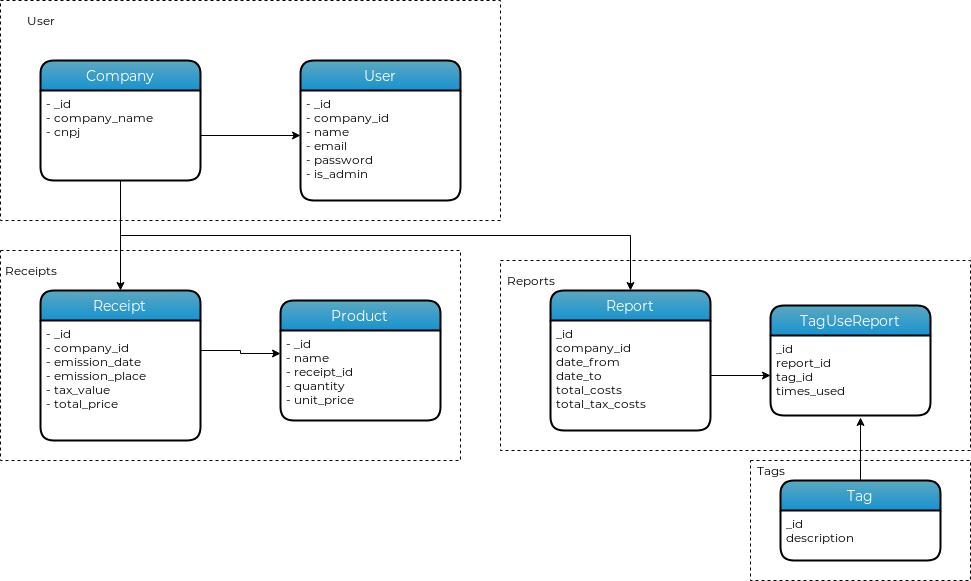 User
Company
- _id
- company_name
- cnpj
User
- _id
- company_id
- name
- email
- password
- is_admin
Receipts
Receipt
- _id
- company_id
- emission_date
- emission_place
- tax_value
- total_price
Product
- _id
- name
- receipt_id
- quantity
- unit_price
Reports
Report
_id
company_id
date_from
date_to
total_costs
total_tax_costs
TagUseReport
_id
report_id
tag_id
times_used
Tags
Tag
_id
description